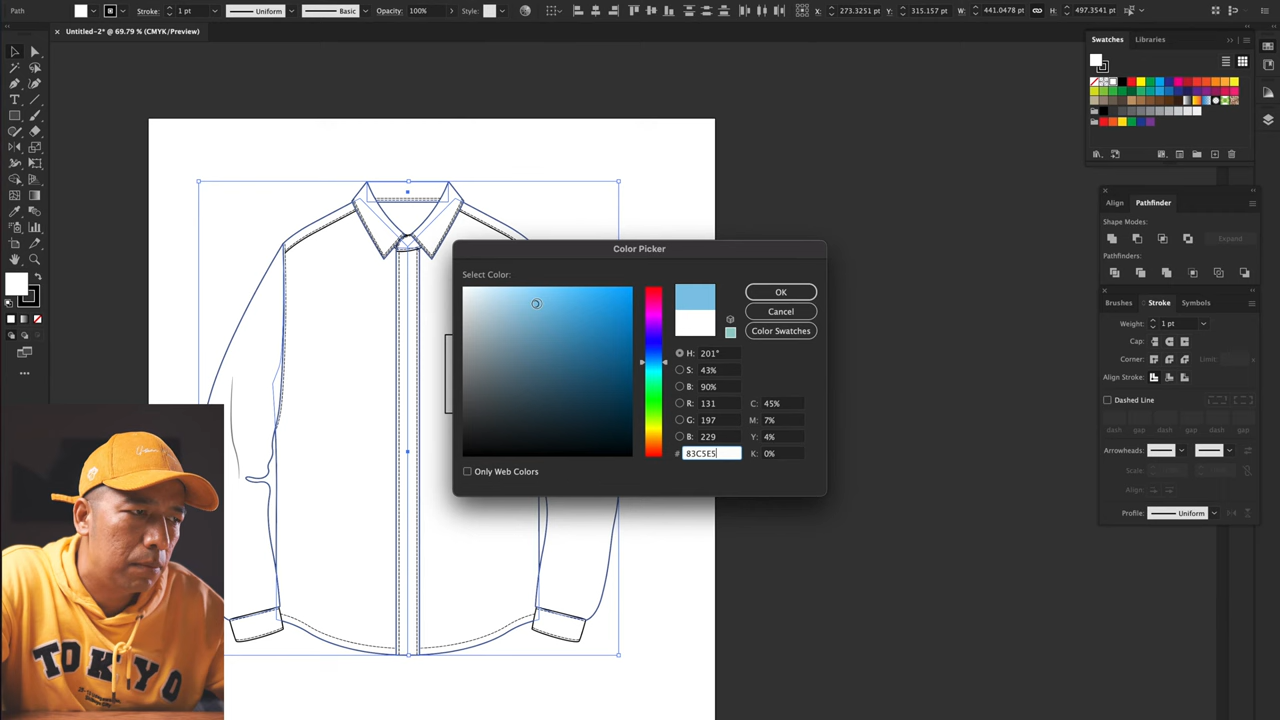 Path Stroke: 1 pt Uniform Basic Opacity: 100% Style: X: 273.3251 Y: 315.157 pt W: 441.0478 H: 497.3541 pt
Untitled-2* @ 69.79 % (CMYK/Preview)
Swatches Libraries
Color Picker
Select Color:
OK
Cancel
Color Swatches
H: 201°
S: 43%
B: 90%
R: 131 C: 45%
G: 197 M: 7%
B: 229 Y: 4%
# 83C5E5 K: 0%
Only Web Colors
Align Pathfinder
Shape Modes:
Expand
Pathfinders:
Brushes Stroke Symbols
Weight: 1 pt
Cap:
Corner: Limit:
Align Stroke:
Dashed Line
dash gap dash gap dash gap
Arrowheads:
Scale:
Align:
Profile: Uniform
TOKYO